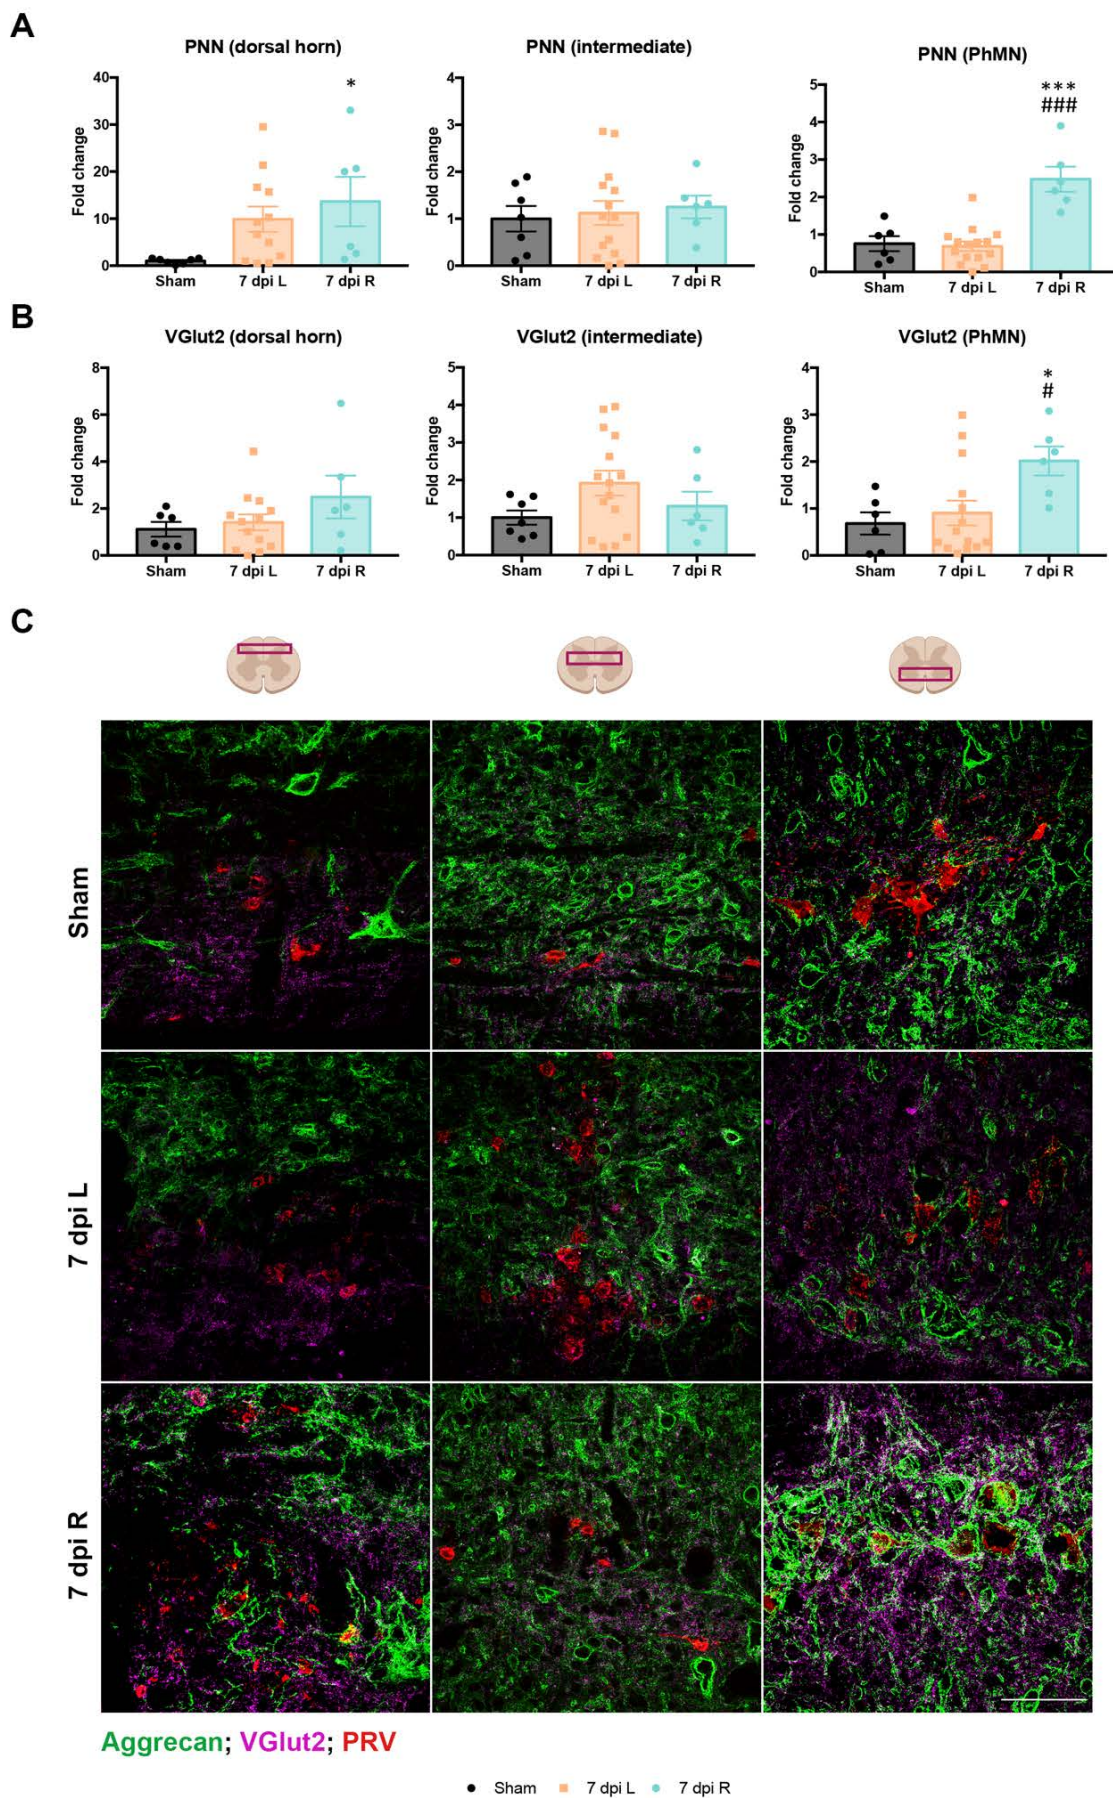 A
PNN (dorsal horn)
PNN (intermediate)
PNN (PhMN)
Fold change
40
30
20
10
0
*
Sham
7 dpi L
7 dpi R
Fold change
4
3
2
1
0
Sham
7 dpi L
7 dpi R
Fold change
5
4
3
2
1
0
***
###
Sham
7 dpi L
7 dpi R
B
VGlut2 (dorsal horn)
VGlut2 (intermediate)
VGlut2 (PhMN)
Fold change
8
6
4
2
0
Sham
7 dpi L
7 dpi R
Fold change
5
4
3
2
1
0
Sham
7 dpi L
7 dpi R
Fold change
4
3
2
1
0
*
#
Sham
7 dpi L
7 dpi R
C
Sham
7 dpi L
7 dpi R
Aggrecan; VGlut2; PRV
Sham 7 dpi L 7 dpi R